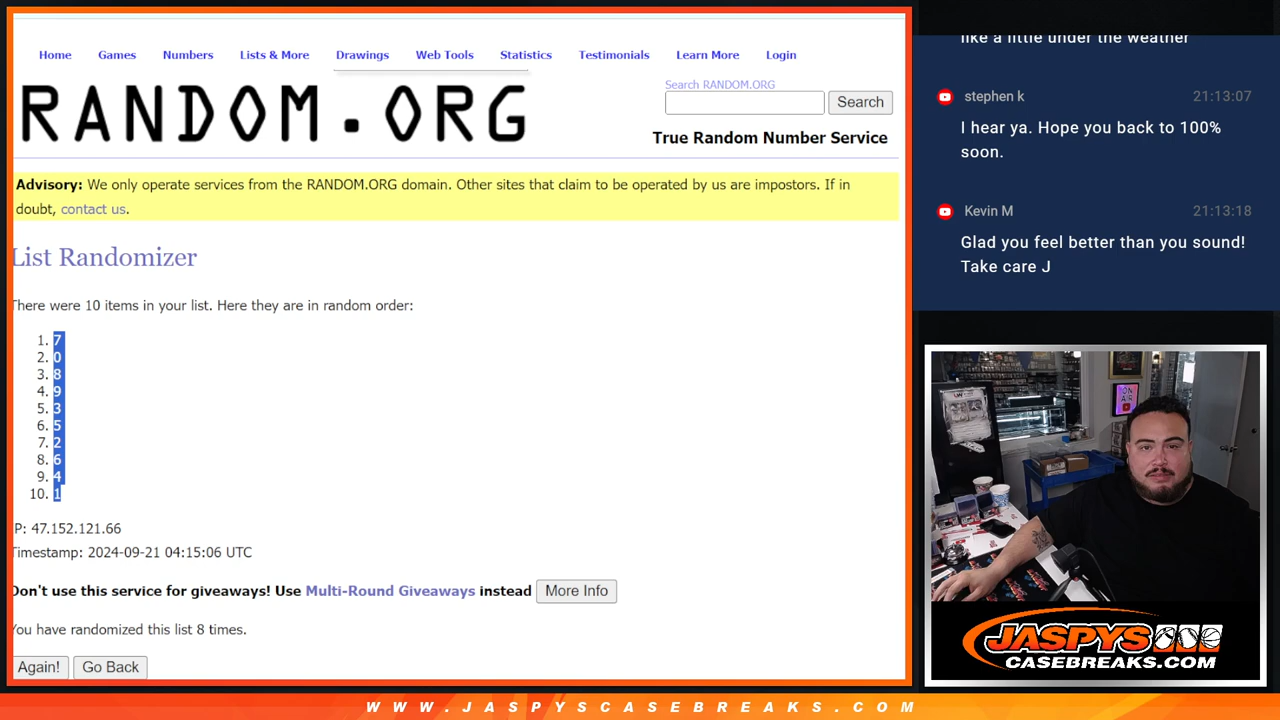 Home Games Numbers Lists & More Drawings Web Tools Statistics Testimonials Learn More Login
RANDOM.ORG
Search RANDOM.ORG
Search
True Random Number Service
Advisory: We only operate services from the RANDOM.ORG domain. Other sites that claim to be operated by us are impostors. If in
doubt, contact us.
List Randomizer
There were 10 items in your list. Here they are in random order:
1. 7
2. 0
3. 8
4. 9
5. 3
6. 5
7. 2
8. 6
9. 4
10. 1
IP: 47.152.121.66
Timestamp: 2024-09-21 04:15:06 UTC
Don't use this service for giveaways! Use Multi-Round Giveaways instead More Info
You have randomized this list 8 times.
Again! Go Back
like a little under the weather
stephen k 21:13:07
I hear ya. Hope you back to 100%
soon.
Kevin M 21:13:18
Glad you feel better than you sound!
Take care J
ON
AIR
JASPYS
CASEBREAKS.COM
WWW.JASPYSCASEBREAKS.COM